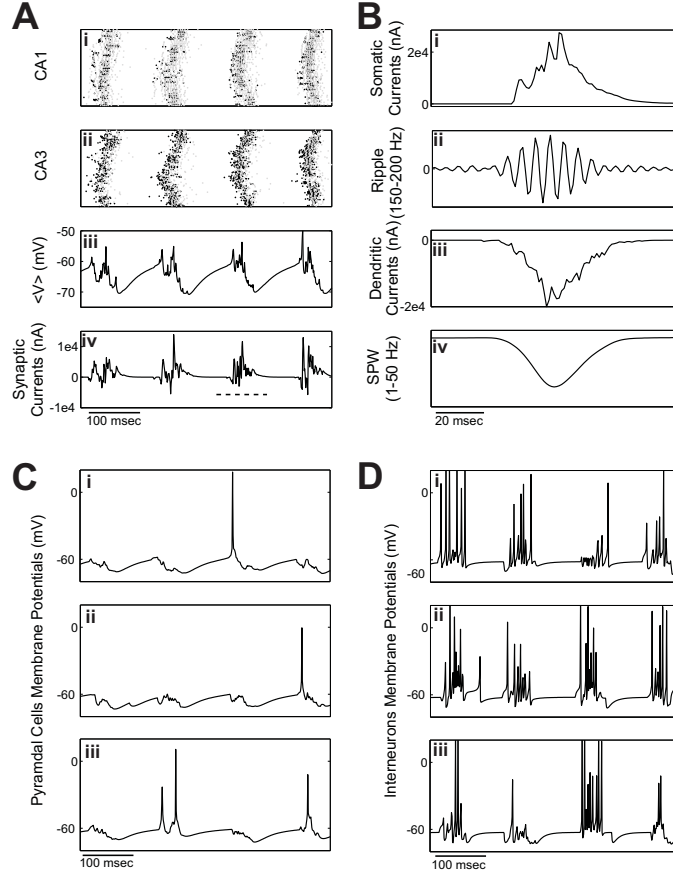 A
i
CA1
ii
CA3
iii
<V> (mV)
-50
-60
-70
iv
Synaptic
Currents (nA)
1e4
0
-1e4
100 msec
B
i
Somatic
Currents (nA)
2e4
0
ii
Ripple
(150-200 Hz)
0
iii
Dendritic
Currents (nA)
0
-2e4
iv
SPW
(1-50 Hz)
20 msec
C
Pyramdal Cells Membrane Potentials (mV)
i
0
-60
ii
0
-60
iii
0
-60
100 msec
D
Interneurons Membrane Potentials (mV)
i
0
-60
ii
0
-60
iii
0
-60
100 msec